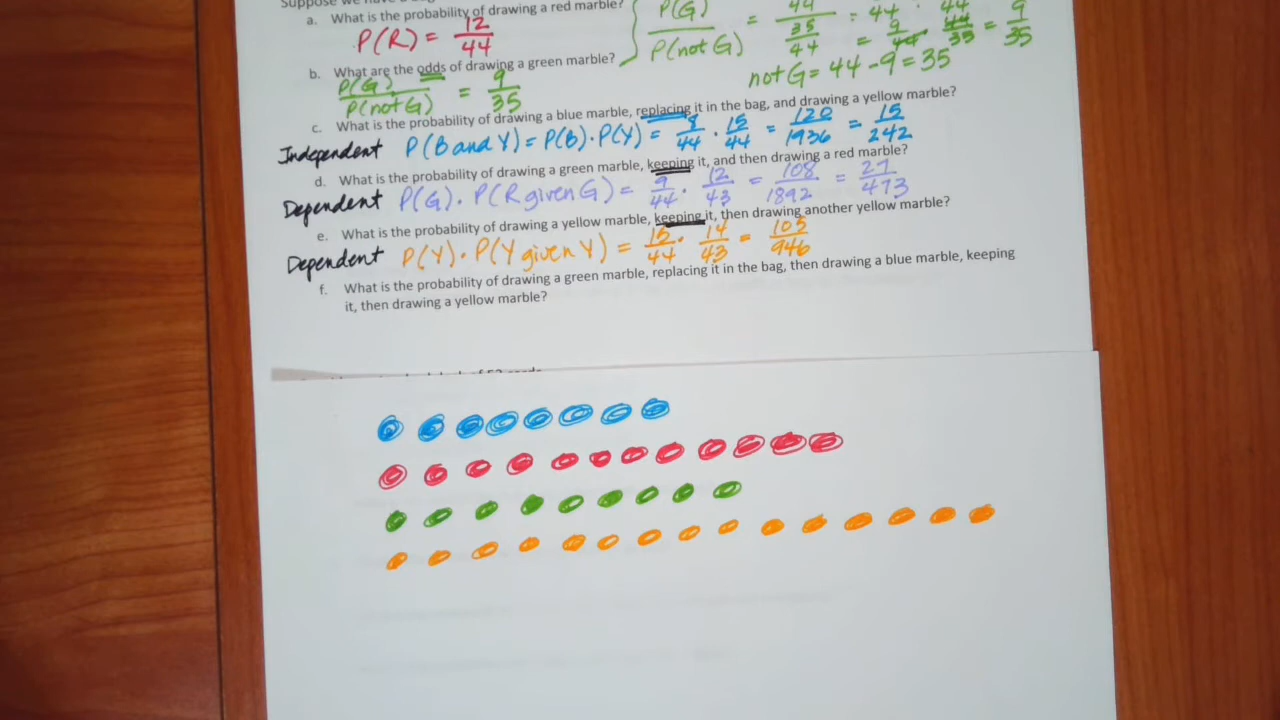 a. What is the probability of drawing a red marble?
P(R) = 12/44
P(G)/P(not G) = 44/(35/44) = 9/44 · 44/35 = 9/35
b. What are the odds of drawing a green marble?
not G = 44 - 9 = 35
P(G)/P(not G) = 9/35
c. What is the probability of drawing a blue marble, replacing it in the bag, and drawing a yellow marble?
Independent P(B and Y) = P(B) · P(Y) = 8/44 · 15/44 = 120/1936 = 15/242
d. What is the probability of drawing a green marble, keeping it, and then drawing a red marble?
Dependent P(G) · P(R given G) = 9/44 · 12/43 = 108/1892 = 27/473
e. What is the probability of drawing a yellow marble, keeping it, then drawing another yellow marble?
Dependent P(Y) · P(Y given Y) = 15/44 · 14/43 = 105/946
f. What is the probability of drawing a green marble, replacing it in the bag, then drawing a blue marble, keeping
it, then drawing a yellow marble?